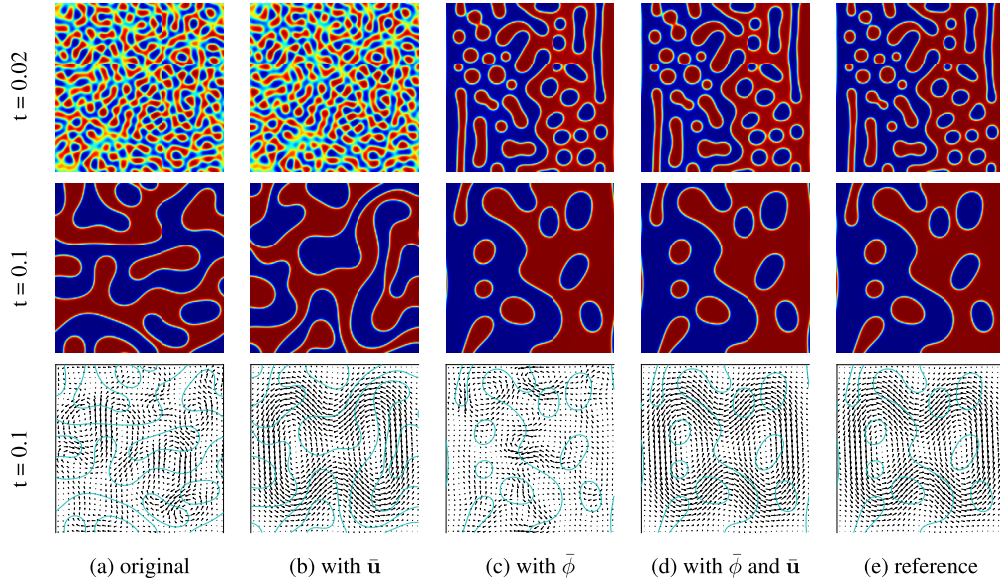 t = 0.02
t = 0.1
t = 0.1
(a) original
(b) with ū
(c) with ϕ̄
(d) with ϕ̄ and ū
(e) reference